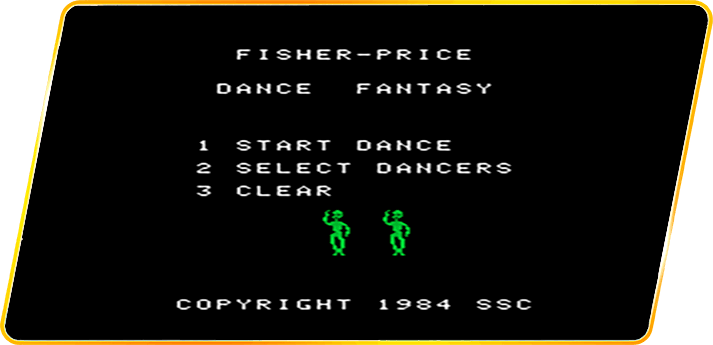 FISHER-PRICE
DANCE FANTASY
1 START DANCE
2 SELECT DANCERS
3 CLEAR
COPYRIGHT 1984 SSC